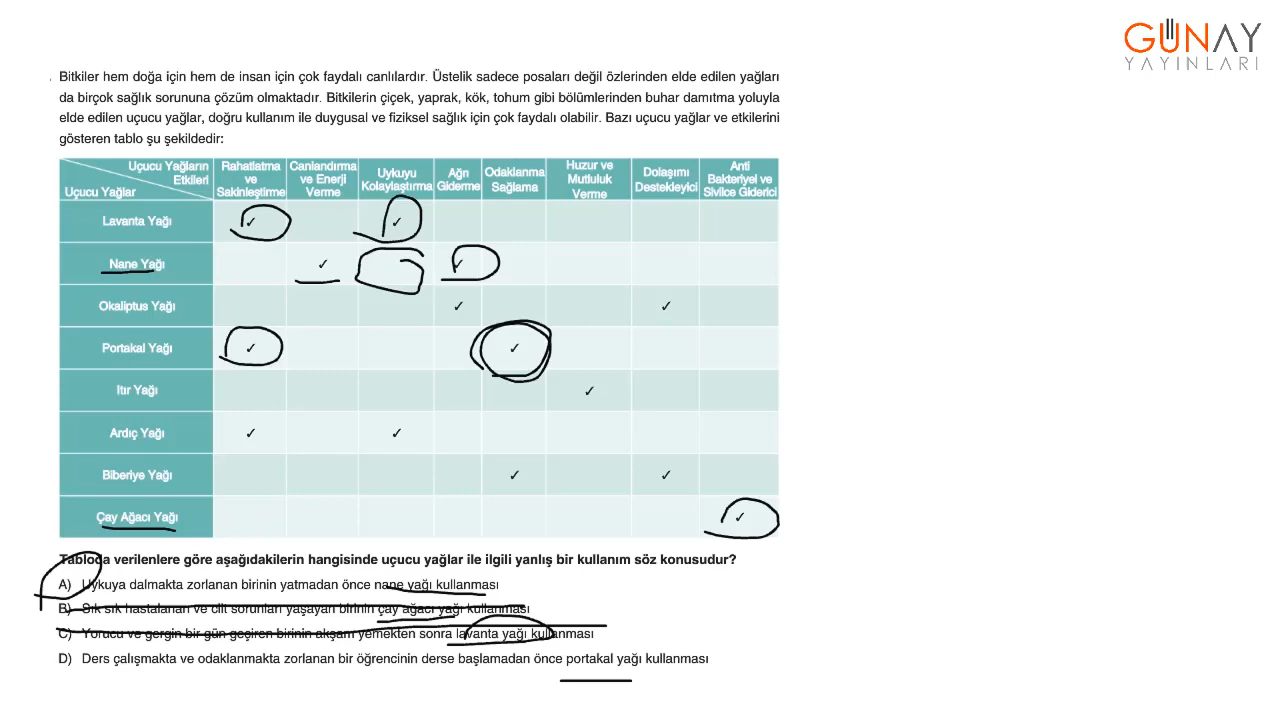 GÜNAY
YAYINLARI
Bitkiler hem doğa için hem de insan için çok faydalı canlılardır. Üstelik sadece posaları değil özlerinden elde edilen yağları
da birçok sağlık sorununa çözüm olmaktadır. Bitkilerin çiçek, yaprak, kök, tohum gibi bölümlerinden buhar damıtma yoluyla
elde edilen uçucu yağlar, doğru kullanım ile duygusal ve fiziksel sağlık için çok faydalı olabilir. Bazı uçucu yağlar ve etkilerini
gösteren tablo şu şekildedir:
Uçucu Yağların
Etkileri
Uçucu Yağlar
Rahatlatma
ve
Sakinleştirme
Canlandırma
ve Enerji
Verme
Uykuyu
Kolaylaştırma
Ağrı
Giderme
Odaklanma
Sağlama
Huzur ve
Mutluluk
Verme
Dolaşımı
Destekleyici
Anti
Bakteriyel ve
Sivilce Giderici
Lavanta Yağı ✓ ✓
Nane Yağı ✓ ✓
Okaliptus Yağı ✓ ✓
Portakal Yağı ✓ ✓
Itır Yağı ✓
Ardıç Yağı ✓ ✓
Biberiye Yağı ✓ ✓
Çay Ağacı Yağı ✓
Tabloda verilenlere göre aşağıdakilerin hangisinde uçucu yağlar ile ilgili yanlış bir kullanım söz konusudur?
A) Uykuya dalmakta zorlanan birinin yatmadan önce nane yağı kullanması
B) Sık sık hastalanan ve cilt sorunları yaşayan birinin çay ağacı yağı kullanması
C) Yorucu ve gergin bir gün geçiren birinin akşam yemekten sonra lavanta yağı kullanması
D) Ders çalışmakta ve odaklanmakta zorlanan bir öğrencinin derse başlamadan önce portakal yağı kullanması